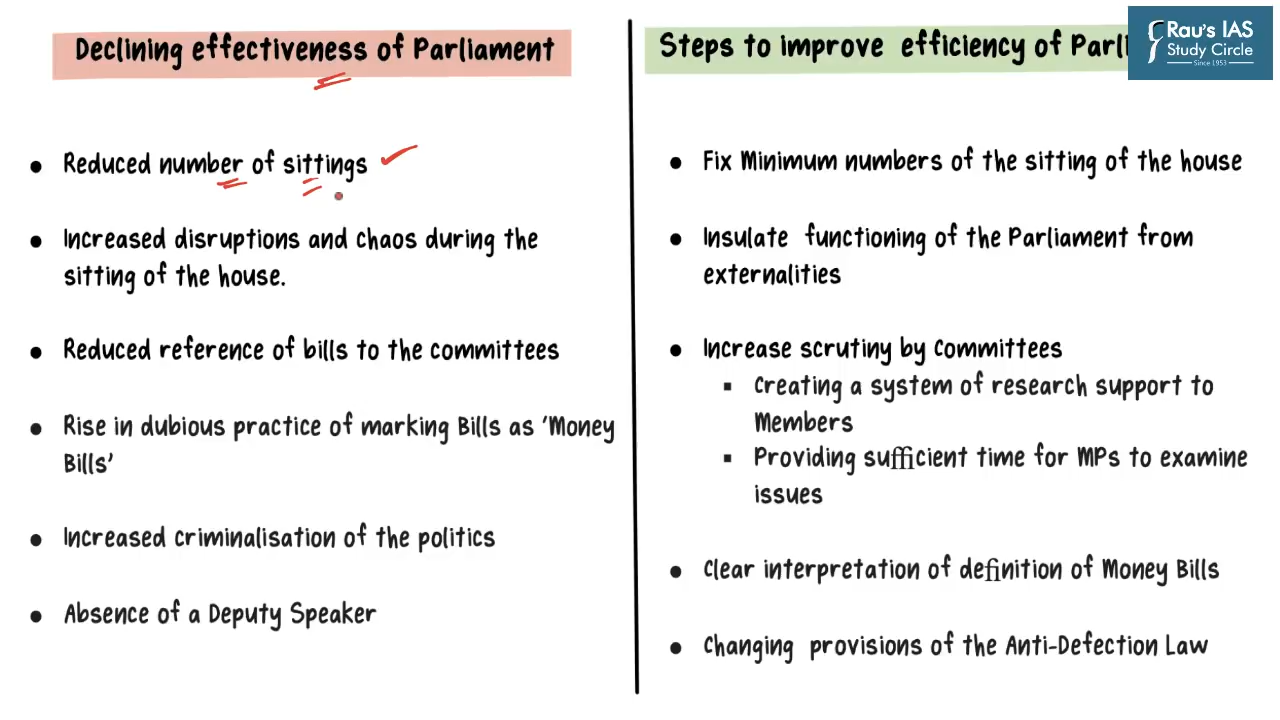 Declining effectiveness of Parliament
Reduced number of sittings
Increased disruptions and chaos during the
sitting of the house.
Reduced reference of bills to the committees
Rise in dubious practice of marking Bills as ‘Money
Bills’
Increased criminalisation of the politics
Absence of a Deputy Speaker
Steps to improve efficiency of
Fix Minimum numbers of the sitting of the house
Insulate functioning of the Parliament from
externalities
Increase scrutiny by Committees
Creating a system of research support to
Members
Providing sufficient time for MPs to examine
issues
Clear interpretation of definition of Money Bills
Changing provisions of the Anti-Defection Law
Rau's IAS
Study Circle
Since 1953